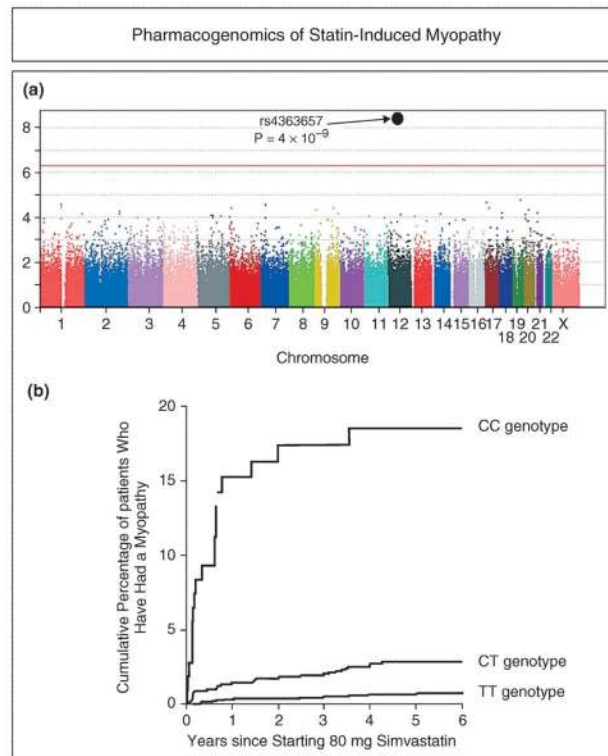 Pharmacogenomics of Statin-Induced Myopathy
(a)
rs4363657
P = 4 × 10⁻⁹
8
6
4
2
0
1 2 3 4 5 6 7 8 9 10 11 12 13 14 15 16 17 18 19 20 21 22 X
Chromosome
(b)
Cumulative Percentage of patients Who
Have Had a Myopathy
20
15
10
5
0
CC genotype
CT genotype
TT genotype
0 1 2 3 4 5 6
Years since Starting 80 mg Simvastatin